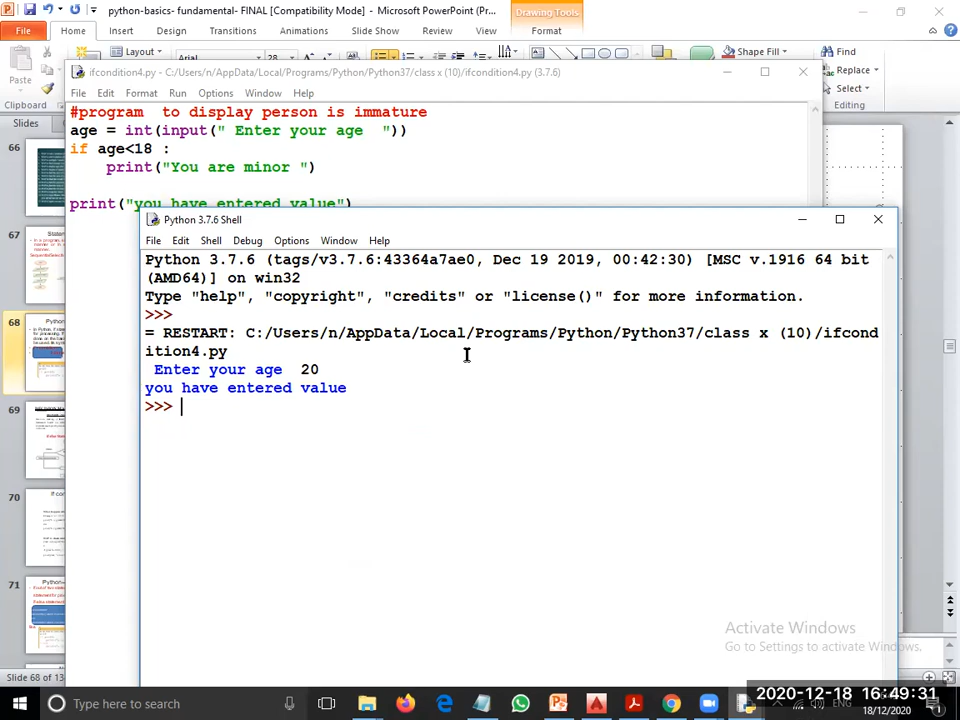 python-basics- fundamental- FINAL [Compatibility Mode] - Microsoft PowerPoint (Pr...
Drawing Tools
File Home Insert Design Transitions Animations Slide Show Review View Format
Layout
Shape Fill
Find
Replace
Select
Paste
Clipboard
Editing
ifcondition4.py - C:/Users/n/AppData/Local/Programs/Python/Python37/class x (10)/ifcondition4.py (3.7.6)
File Edit Format Run Options Window Help
Slides
#program  to display person is immature
age = int(input(" Enter your age  "))
if age<18 :
    print("You are minor ")
print("you have entered value")
66
67
68
69
70
71
Python 3.7.6 Shell
File Edit Shell Debug Options Window Help
Python 3.7.6 (tags/v3.7.6:43364a7ae0, Dec 19 2019, 00:42:30) [MSC v.1916 64 bit
(AMD64)] on win32
Type "help", "copyright", "credits" or "license()" for more information.
>>>
= RESTART: C:/Users/n/AppData/Local/Programs/Python/Python37/class x (10)/ifcond
ition4.py
 Enter your age  20
you have entered value
>>>
Activate Windows
Go to Settings to activate Windows.
Slide 68 of 13
Type here to search
2020-12-18 16:49:31
18/12/2020